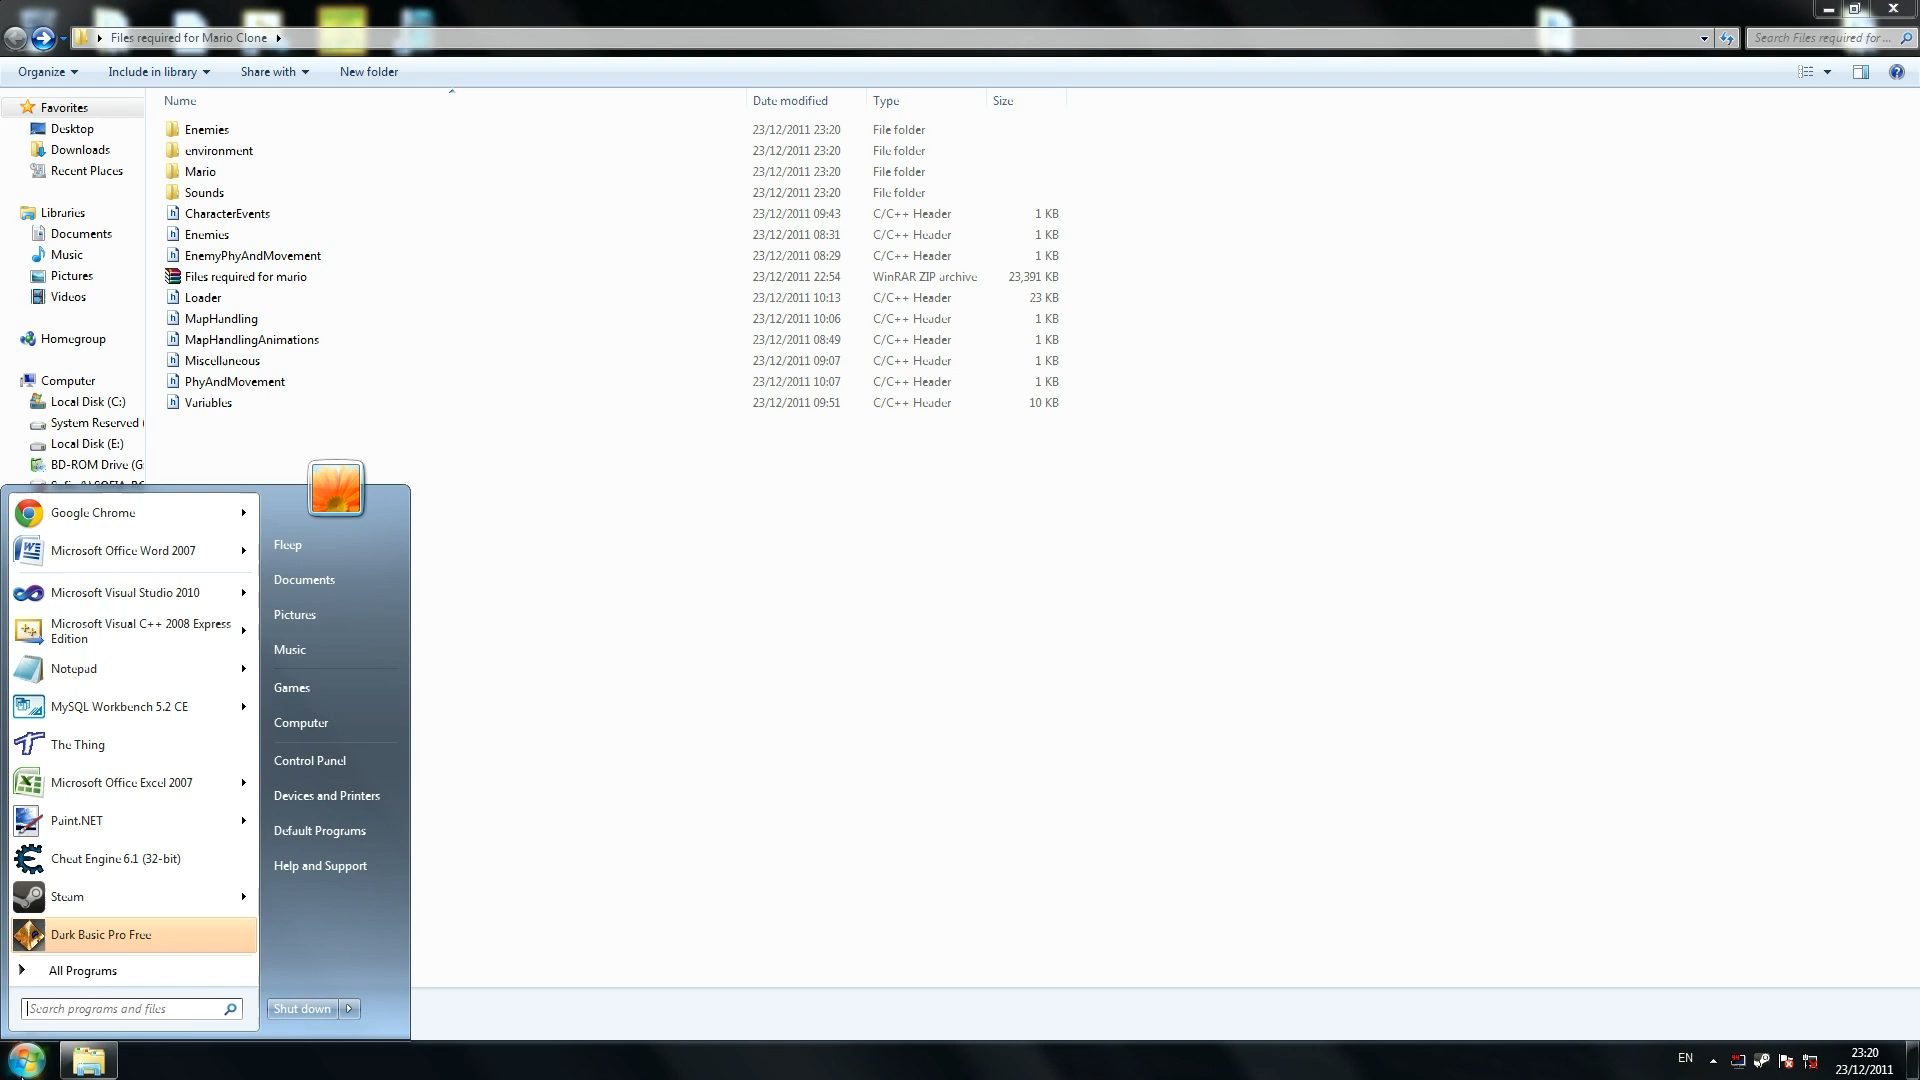 Files required for Mario Clone
Search Files required for ...
Organize Include in library Share with New folder
Name Date modified Type Size
Enemies 23/12/2011 23:20 File folder
environment 23/12/2011 23:20 File folder
Mario 23/12/2011 23:20 File folder
Sounds 23/12/2011 23:20 File folder
CharacterEvents 23/12/2011 09:43 C/C++ Header 1 KB
Enemies 23/12/2011 08:31 C/C++ Header 1 KB
EnemyPhyAndMovement 23/12/2011 08:29 C/C++ Header 1 KB
Files required for mario 23/12/2011 22:54 WinRAR ZIP archive 23,391 KB
Loader 23/12/2011 10:13 C/C++ Header 23 KB
MapHandling 23/12/2011 10:06 C/C++ Header 1 KB
MapHandlingAnimations 23/12/2011 08:49 C/C++ Header 1 KB
Miscellaneous 23/12/2011 09:07 C/C++ Header 1 KB
PhyAndMovement 23/12/2011 10:07 C/C++ Header 1 KB
Variables 23/12/2011 09:51 C/C++ Header 10 KB
Favorites
Desktop
Downloads
Recent Places
Libraries
Documents
Music
Pictures
Videos
Homegroup
Computer
Local Disk (C:)
System Reserved (
Local Disk (E:)
BD-ROM Drive (G
Google Chrome
Microsoft Office Word 2007
Microsoft Visual Studio 2010
Microsoft Visual C++ 2008 Express
Edition
Notepad
MySQL Workbench 5.2 CE
The Thing
Microsoft Office Excel 2007
Paint.NET
Cheat Engine 6.1 (32-bit)
Steam
Dark Basic Pro Free
All Programs
Search programs and files
Fleep
Documents
Pictures
Music
Games
Computer
Control Panel
Devices and Printers
Default Programs
Help and Support
Shut down
EN
23:20
23/12/2011